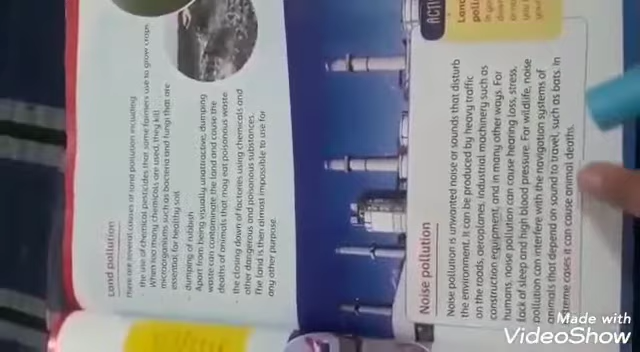 Land pollution
There are several causes of land pollution including
the use of chemical pesticides that some farmers use to grow crops.
When too many chemicals are used, they kill
microorganisms such as bacteria and fungi that are
essential for healthy soil.
dumping of rubbish
Apart from being visually unattractive, dumping
waste can contaminate the land and cause the
deaths of animals that may eat poisonous waste.
the closing down of factories using chemicals and
other dangerous and poisonous substances.
The land is then almost impossible to use for
any other purpose.
Noise pollution
Noise pollution is unwanted noise or sounds that disturb
the environment. It can be produced by heavy traffic
on the roads, aeroplanes, industrial machinery such as
construction equipment, and in many other ways. For
humans, noise pollution can cause hearing loss, stress,
lack of sleep and high blood pressure. For wildlife, noise
pollution can interfere with the navigation systems of
animals that depend on sound to travel, such as bats. In
extreme cases it can cause animal deaths.
ACTI
Land
pollu
Made with
VideoShow